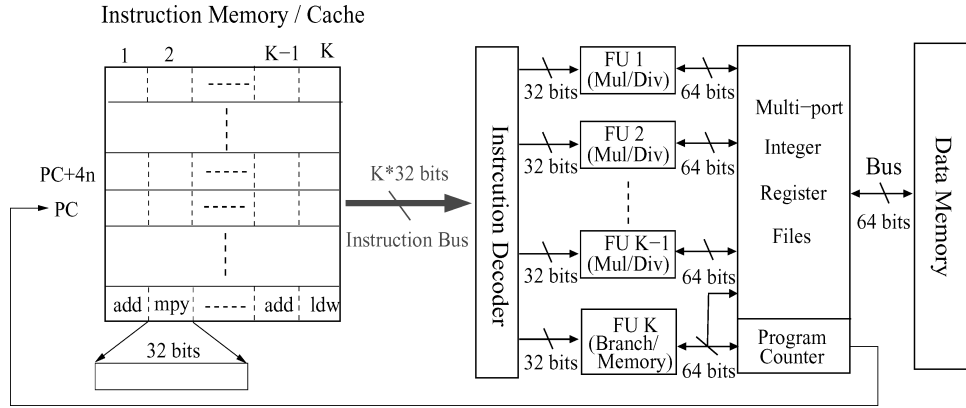 Instruction Memory / Cache
1 2 K−1 K
PC+4n
PC
add mpy add ldw
32 bits
K*32 bits
Instruction Bus
Instrcution Decoder
32 bits
32 bits
32 bits
32 bits
FU 1
(Mul/Div)
FU 2
(Mul/Div)
FU K−1
(Mul/Div)
FU K
(Branch/
Memory)
64 bits
64 bits
64 bits
64 bits
Multi−port
Integer
Register
Files
Program
Counter
Bus
64 bits
Data Memory